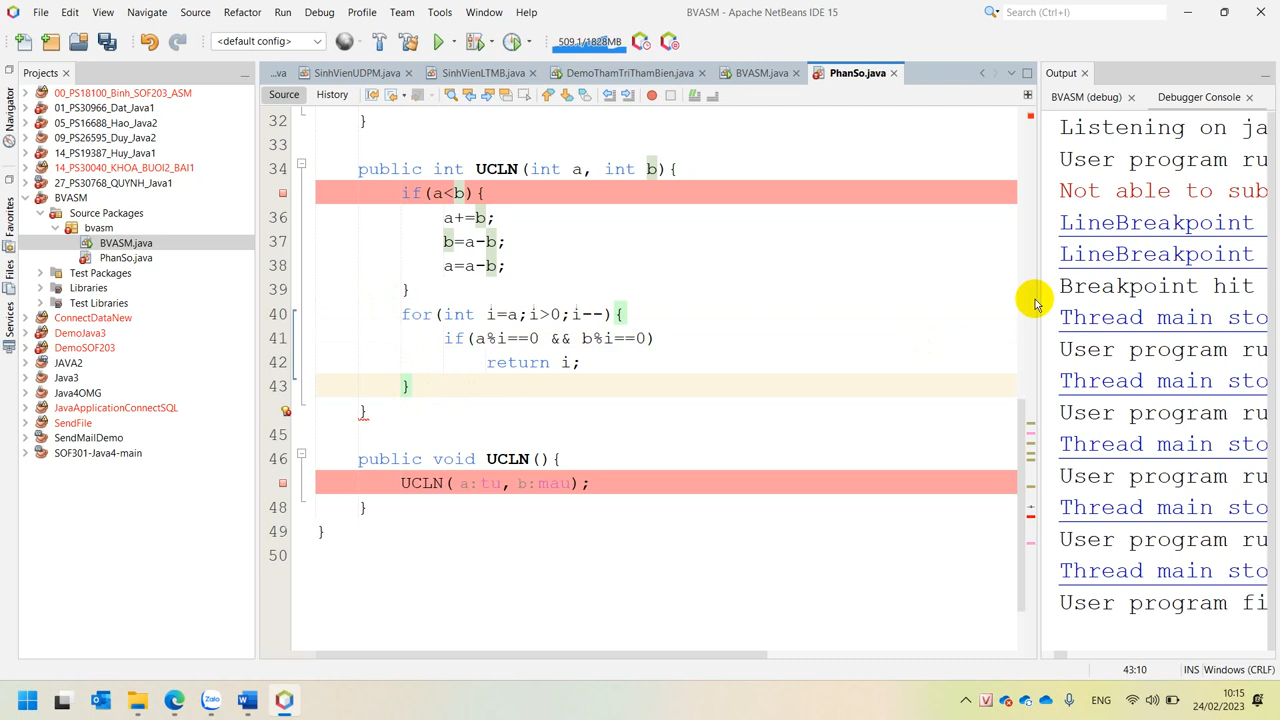 File Edit View Navigate Source Refactor Run Debug Profile Team Tools Window Help
BVASM - Apache NetBeans IDE 15
Search (Ctrl+I)
<default config>
509.1/1828MB
Projects
...va SinhVienUDPM.java SinhVienLTMB.java DemoThamTriThamBien.java BVASM.java PhanSo.java
Output
Source History
BVASM (debug) Debugger Console
Navigator
Favorites
Files
Services
00_PS18100_Binh_SOF203_ASM
01_PS30966_Dat_Java1
05_PS16688_Hao_Java2
09_PS26595_Duy_Java2
14_PS19387_Huy_Java1
14_PS30040_KHOA_BUOI2_BAI1
27_PS30768_QUYNH_Java1
BVASM
Source Packages
bvasm
BVASM.java
PhanSo.java
Test Packages
Libraries
Test Libraries
ConnectDataNew
DemoJava3
DemoSOF203
JAVA2
Java3
Java4OMG
JavaApplicationConnectSQL
SendFile
SendMailDemo
SOF301-Java4-main
32 }
33
34 public int UCLN(int a, int b){
if(a<b){
36 a+=b;
37 b=a-b;
38 a=a-b;
39 }
40 for(int i=a;i>0;i--){
41 if(a%i==0 && b%i==0)
42 return i;
43 }
}
45
46 public void UCLN(){
UCLN( a:tu, b:mau);
48 }
49 }
50
Listening on ja
User program ru
Not able to sub
LineBreakpoint
LineBreakpoint
Breakpoint hit
Thread main sto
User program ru
Thread main sto
User program ru
Thread main sto
User program ru
Thread main sto
User program ru
Thread main sto
User program fi
43:10 INS Windows (CRLF)
Zalo
ENG
10:15
24/02/2023